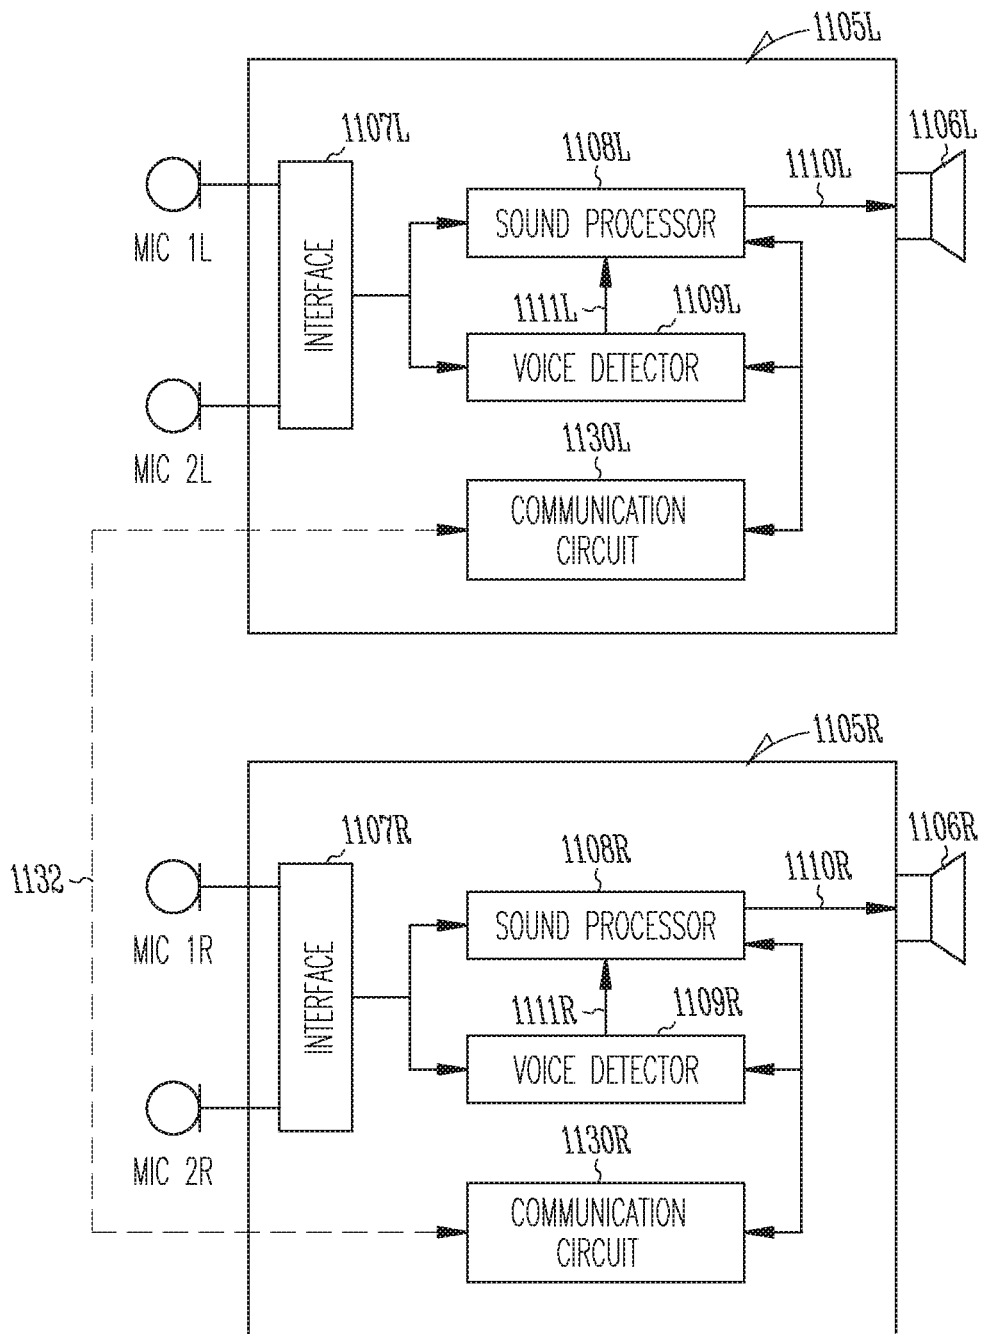 1105L
1107L
1108L
1110L
1106L
MIC 1L
INTERFACE
SOUND PROCESSOR
1111L
1109L
VOICE DETECTOR
MIC 2L
1130L
COMMUNICATION
CIRCUIT
1105R
1107R
1108R
1110R
1106R
1132
MIC 1R
INTERFACE
SOUND PROCESSOR
1111R
1109R
VOICE DETECTOR
MIC 2R
1130R
COMMUNICATION
CIRCUIT